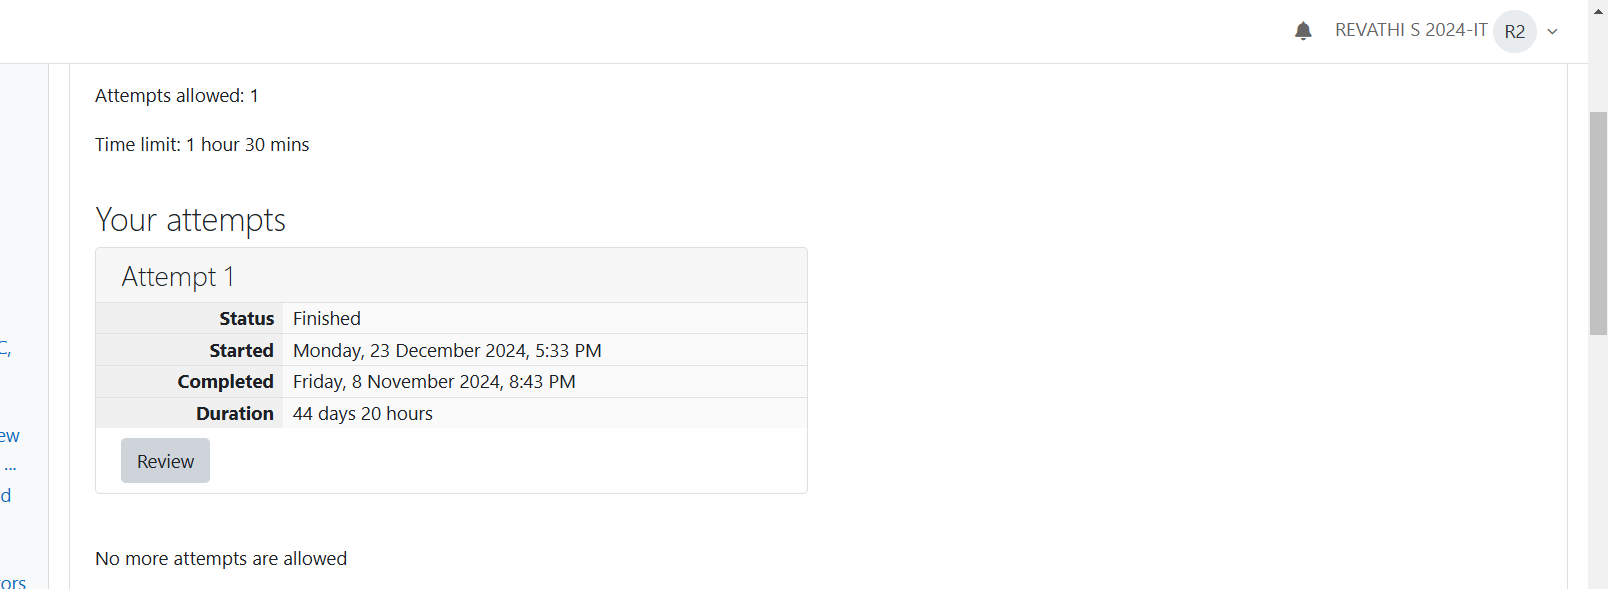 REVATHI S 2024-IT R2
Attempts allowed: 1
Time limit: 1 hour 30 mins
Your attempts
Attempt 1
Status Finished
Started Monday, 23 December 2024, 5:33 PM
C,
Completed Friday, 8 November 2024, 8:43 PM
Duration 44 days 20 hours
ew
Review
...
d
No more attempts are allowed
ors